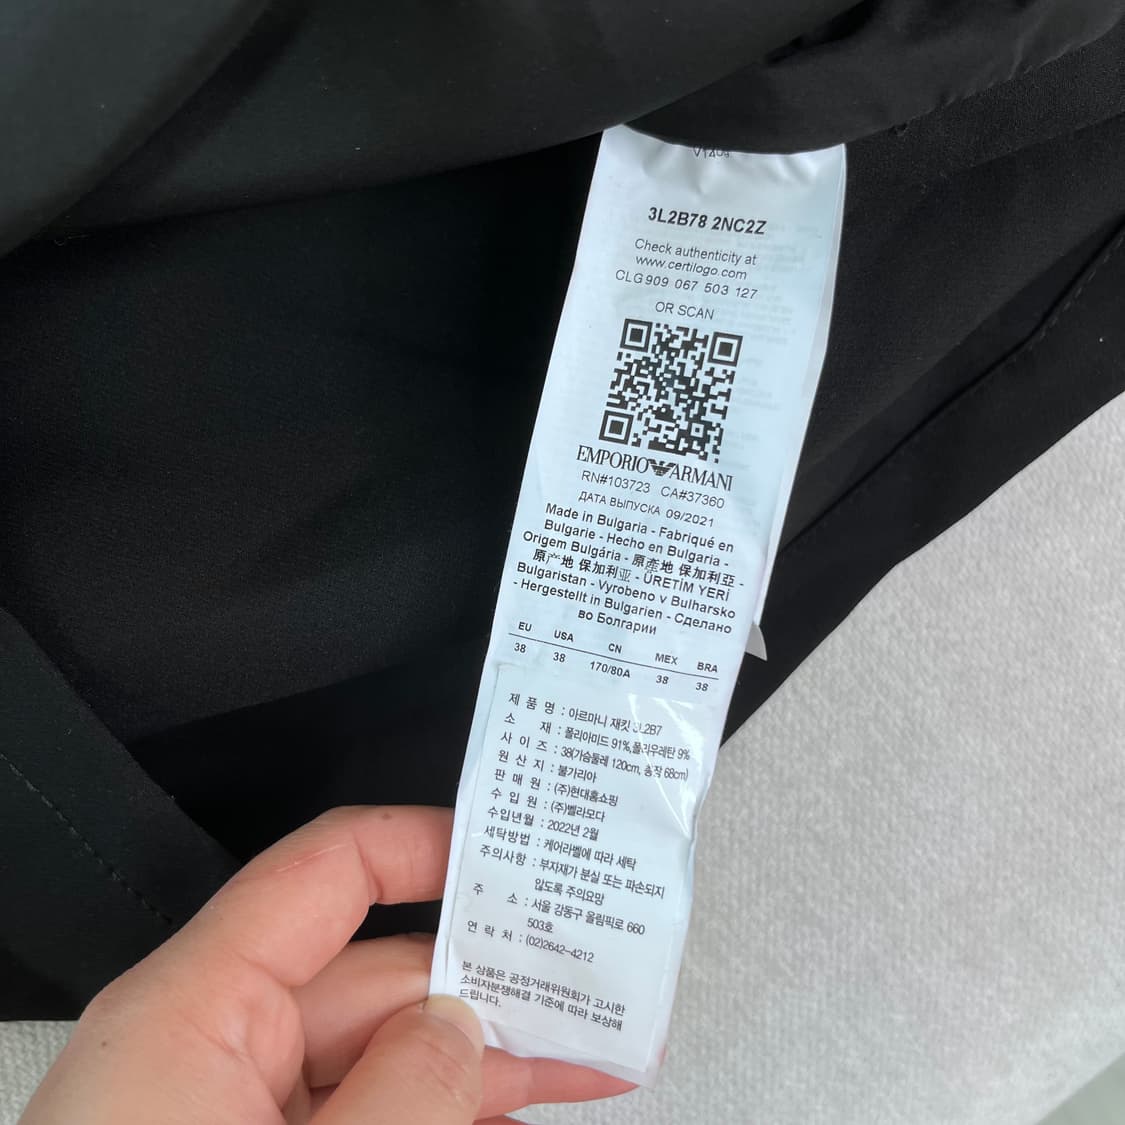 V1404
3L2B78 2NC2Z
Check authenticity at
www.certilogo.com
CLG 909 067 503 127
OR SCAN
EMPORIO ARMANI
RN#103723 CA#37360
ДАТА ВЫПУСКА 09/2021
Made in Bulgaria - Fabriqué en
Bulgarie - Hecho en Bulgaria -
Origem Bulgária - 原產地 保加利亞 -
原产地 保加利亚 - ÜRETİM YERİ
Bulgaristan - Vyrobeno v Bulharsko
- Hergestellt in Bulgarien - Сделано
во Болгарии
EU USA CN MEX BRA
38 38 170/80A 38 38
제 품 명 : 아르마니 재킷 3L2B7
소 재 : 폴리아미드 91%,폴리우레탄 9%
사 이 즈 : 38(가슴둘레 120cm, 총장 68cm)
원 산 지 : 불가리아
판 매 원 : (주)현대홈쇼핑
수 입 원 : (주)벨라모다
수입년월 : 2022년 2월
세탁방법 : 케어라벨에 따라 세탁
주의사항 : 부자재가 분실 또는 파손되지
않도록 주의요망
주 소 : 서울 강동구 올림픽로 660
503호
연 락 처 : (02)2642-4212
본 상품은 공정거래위원회가 고시한
소비자분쟁해결 기준에 따라 보상해
드립니다.